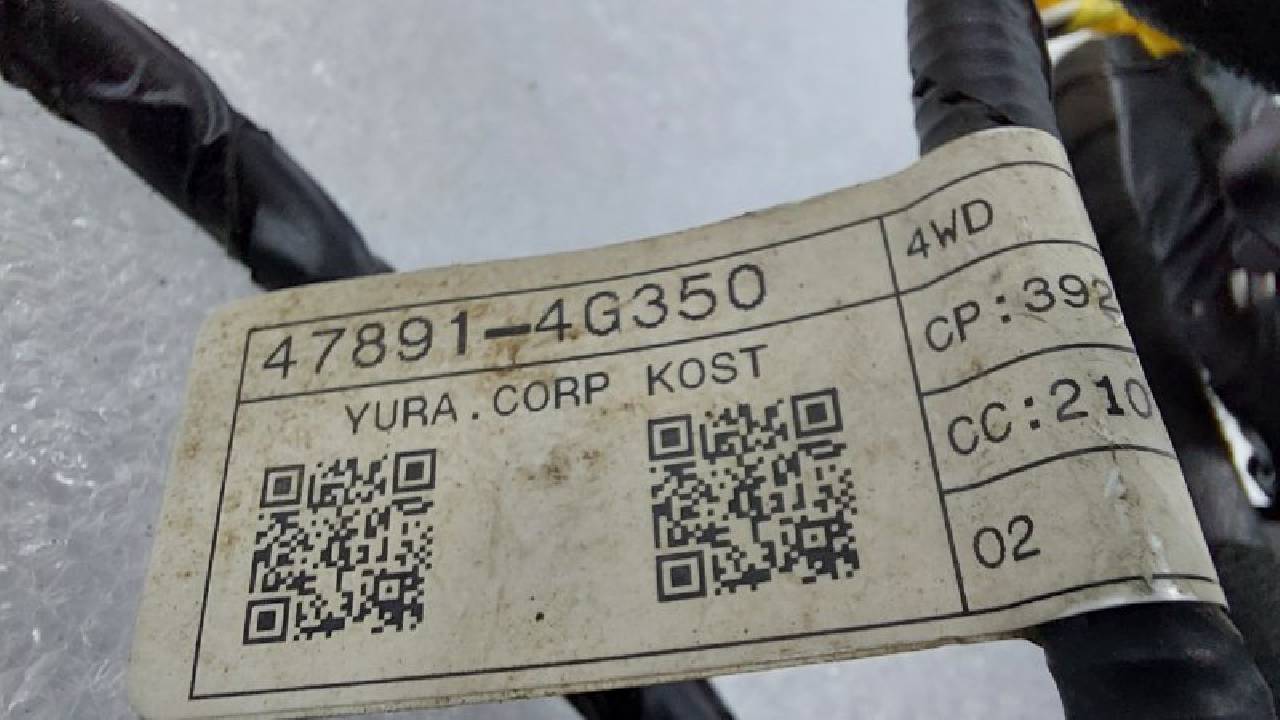 47891-4G350
YURA.CORP KOST
4WD
CP:392
CC:210
02